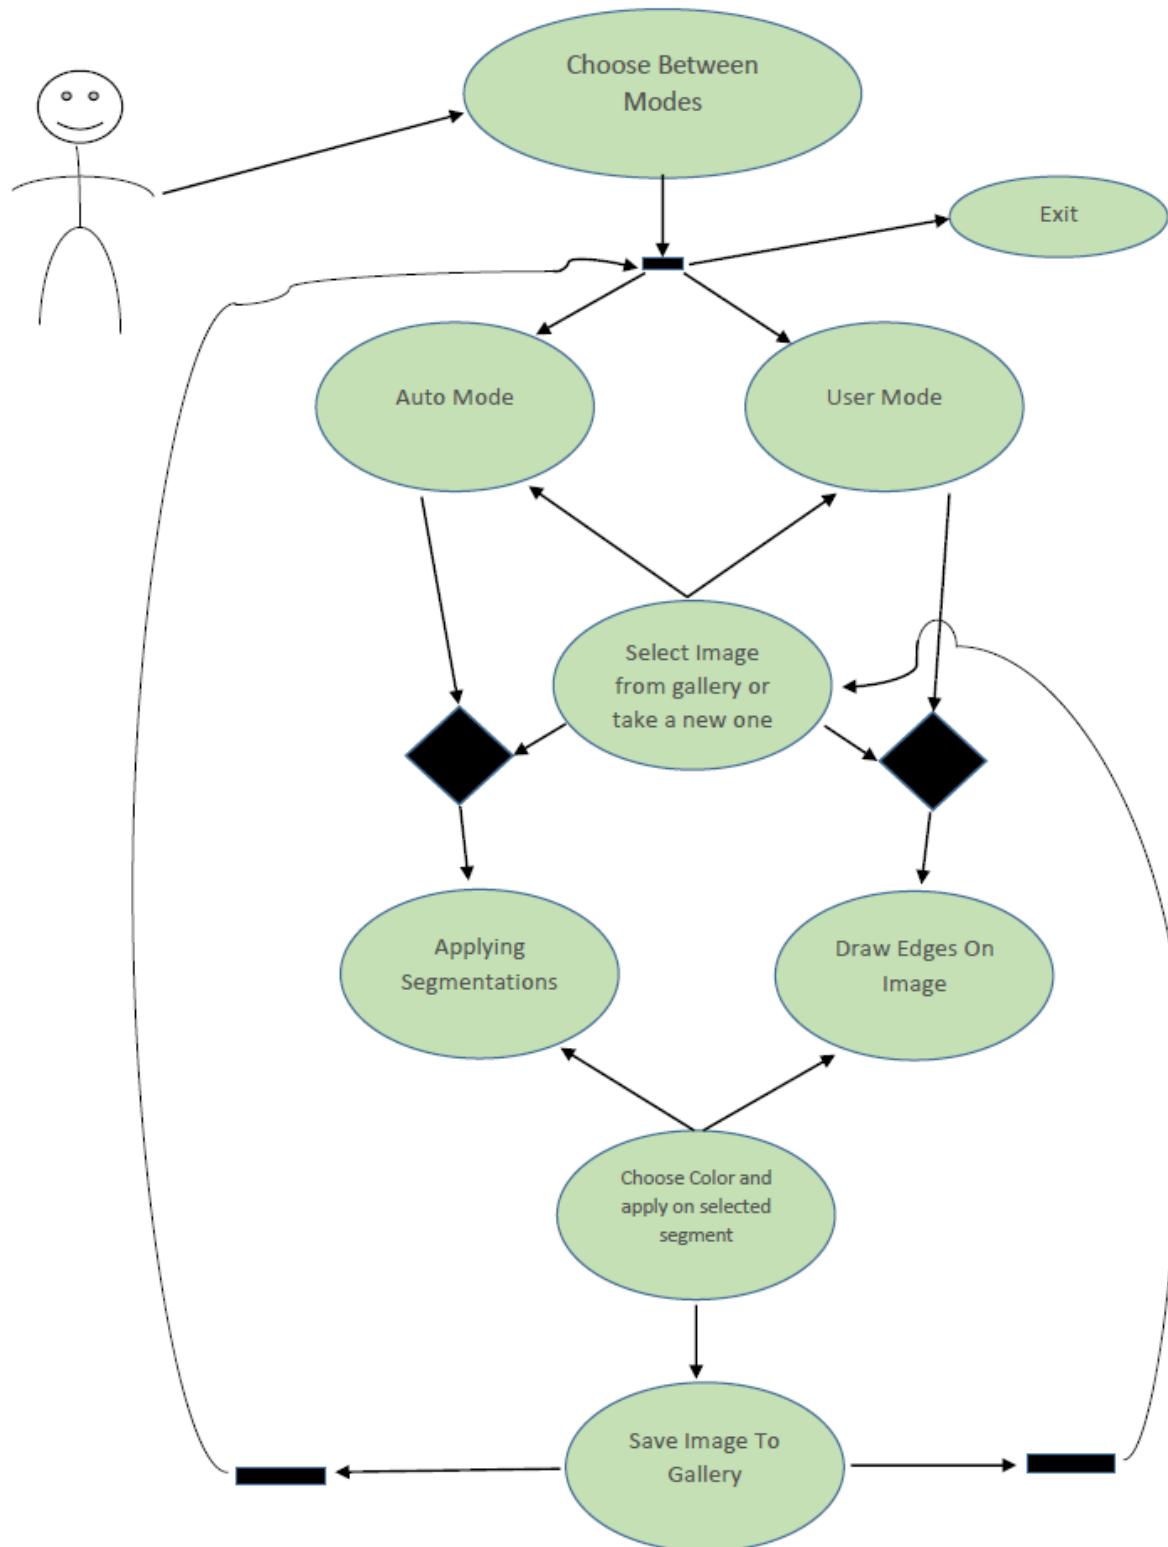 Choose Between
Modes
Exit
Auto Mode
User Mode
Select Image
from gallery or
take a new one
Applying
Segmentations
Draw Edges On
Image
Choose Color and
apply on selected
segment
Save Image To
Gallery